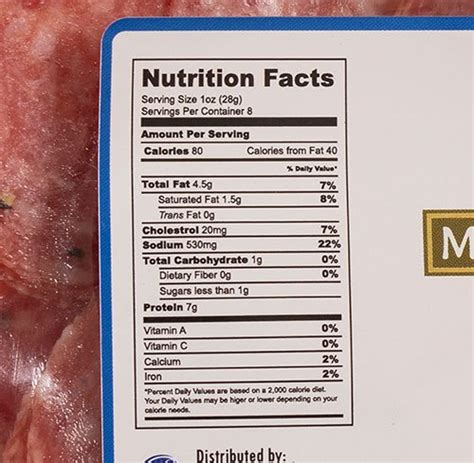 Nutrition Facts
Serving Size 1oz (28g)
Servings Per Container 8
Amount Per Serving
Calories 80 Calories from Fat 40
% Daily Value*
Total Fat 4.5g 7%
Saturated Fat 1.5g 8%
Trans Fat 0g
Cholestrol 20mg 7%
Sodium 530mg 22%
Total Carbohydrate 1g 0%
Dietary Fiber 0g 0%
Sugars less than 1g
Protein 7g
Vitamin A 0%
Vitamin C 0%
Calcium 2%
Iron 2%
*Percent Daily Values are based on a 2,000 calorie diet.
Your Daily Values may be higer or lower depending on your
calorie needs.
M
Distributed by: